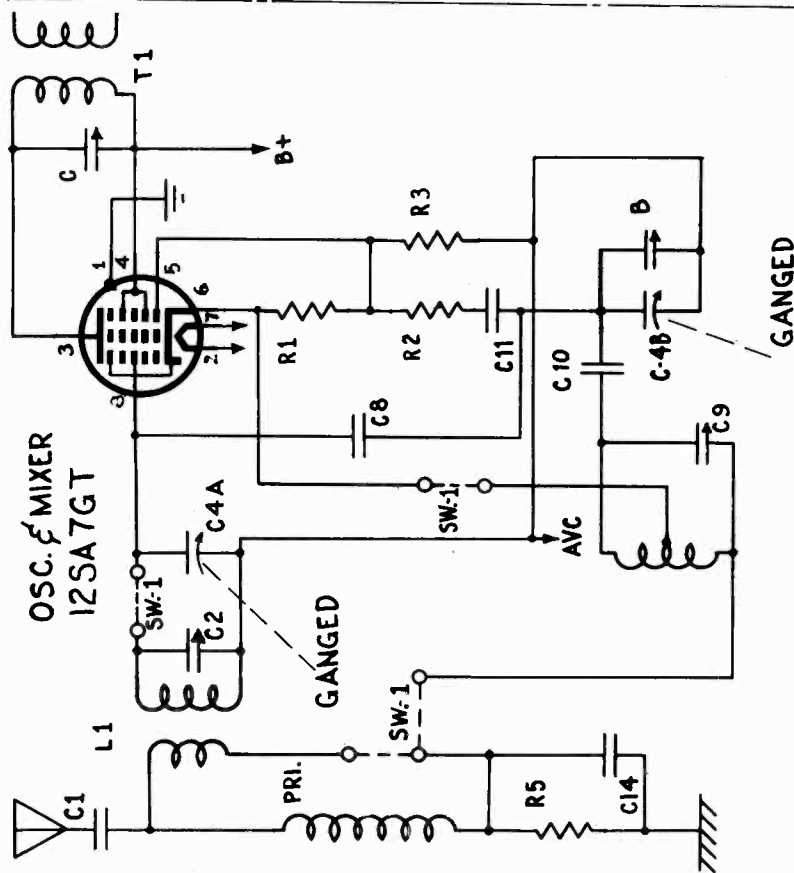 T1
C
B+
1
4
5
6
7
2
3
8
R3
R1
R2
C11
C8
B
C-4B
GANGED
C10
C9
OSC. & MIXER
12SA7GT
SW.-1
C4A
C2
GANGED
SW.-1
AVC
L1
C1
PRI.
SW.-1
R5
C14